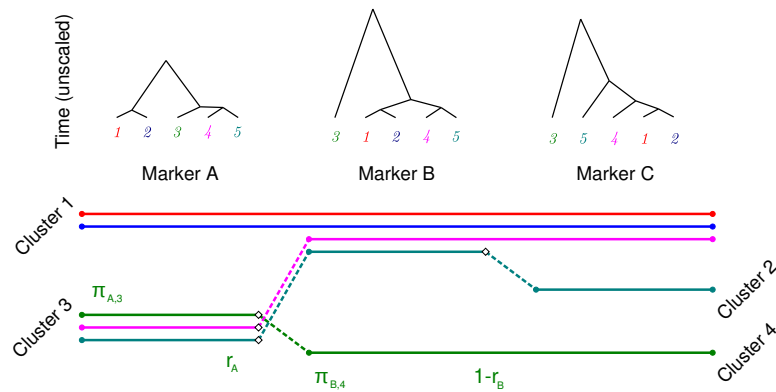 Time (unscaled)
1 2 3 4 5
3 1 2 4 5
3 5 4 1 2
Marker A
Marker B
Marker C
Cluster 1
Cluster 2
π_{A,3}
Cluster 3
r_A
π_{B,4}
1-r_B
Cluster 4